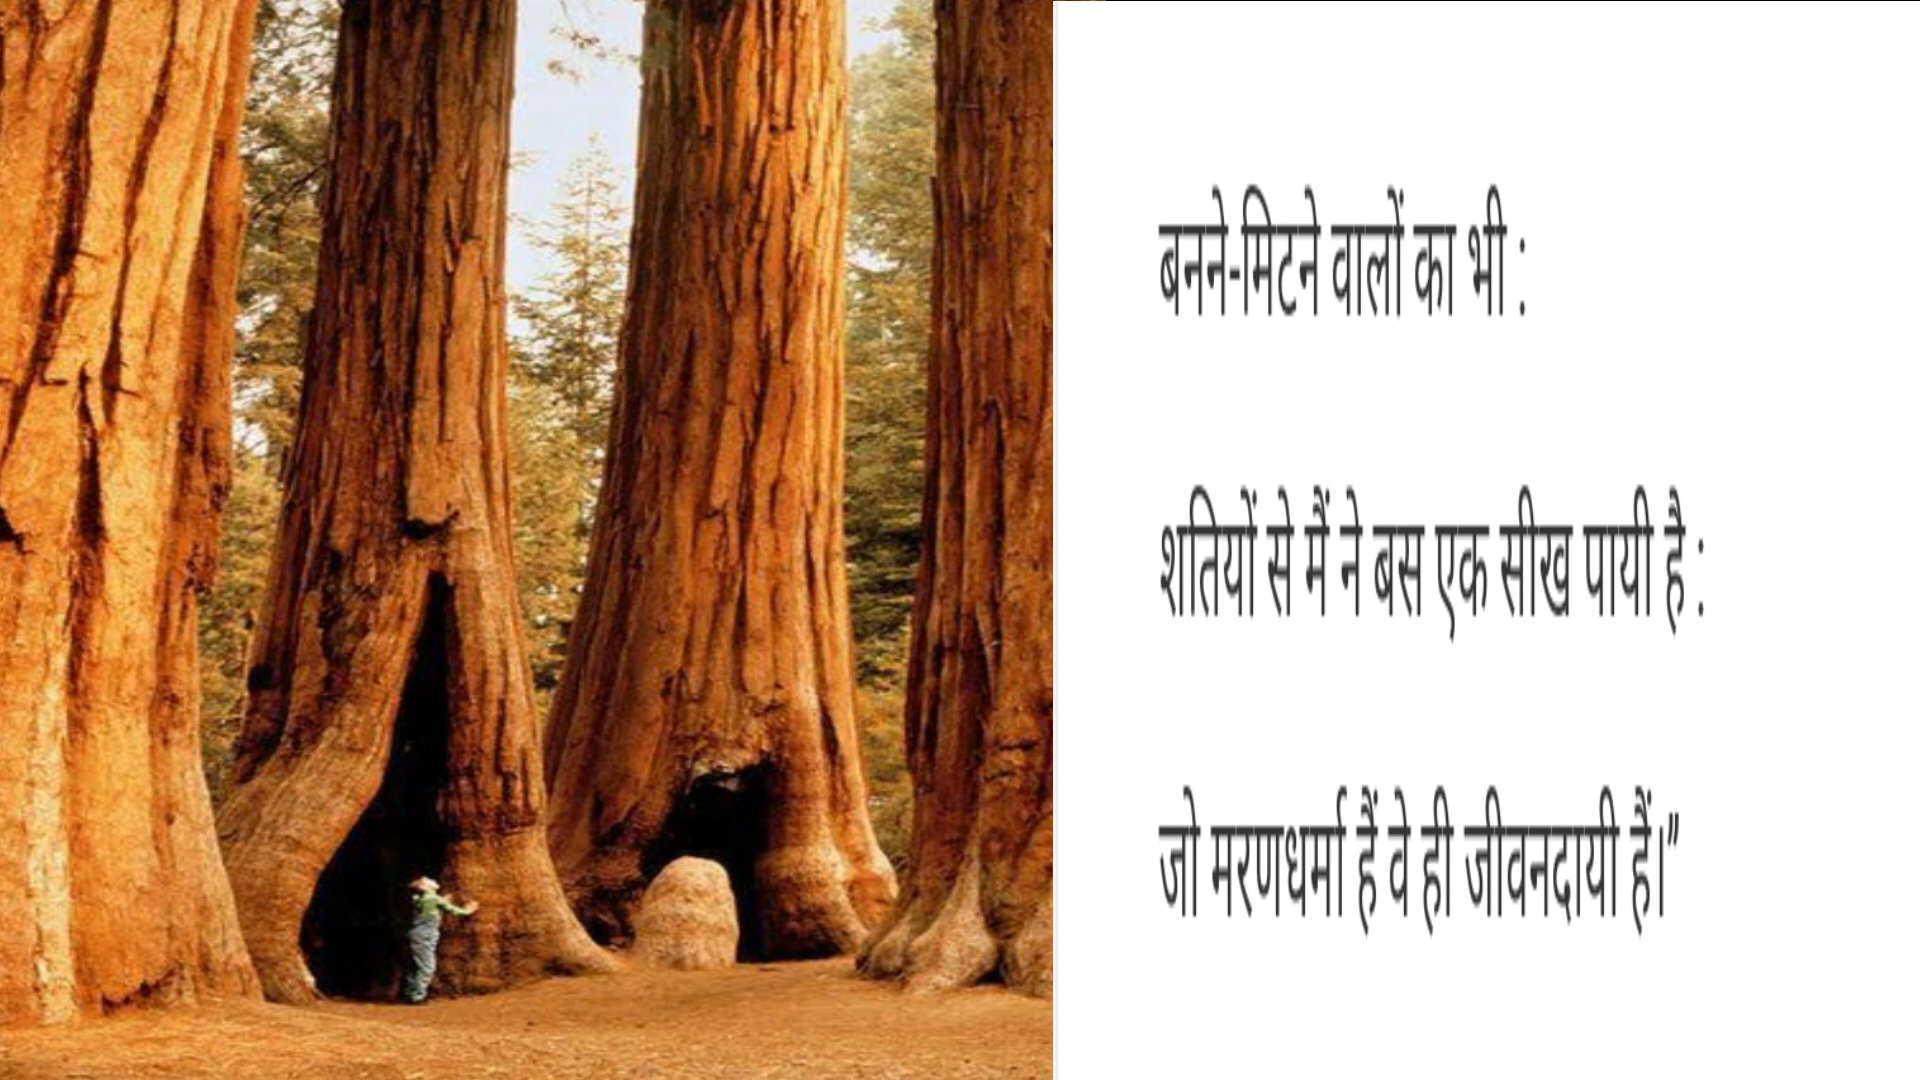 बनने-मिटने वालों का भी :
शतियों से मैं ने बस एक सीख पायी है :
जो मरणधर्मा हैं वे ही जीवनदायी हैं।”